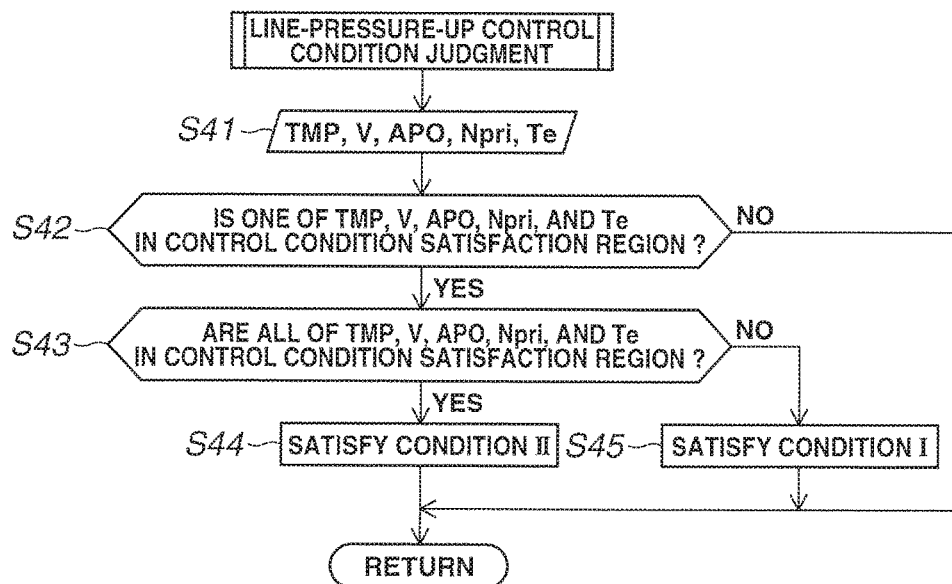 LINE-PRESSURE-UP CONTROL
CONDITION JUDGMENT
S41
TMP, V, APO, Npri, Te
S42
IS ONE OF TMP, V, APO, Npri, AND Te
IN CONTROL CONDITION SATISFACTION REGION ?
NO
YES
S43
ARE ALL OF TMP, V, APO, Npri, AND Te
IN CONTROL CONDITION SATISFACTION REGION ?
NO
YES
S44
SATISFY CONDITION II
S45
SATISFY CONDITION I
RETURN